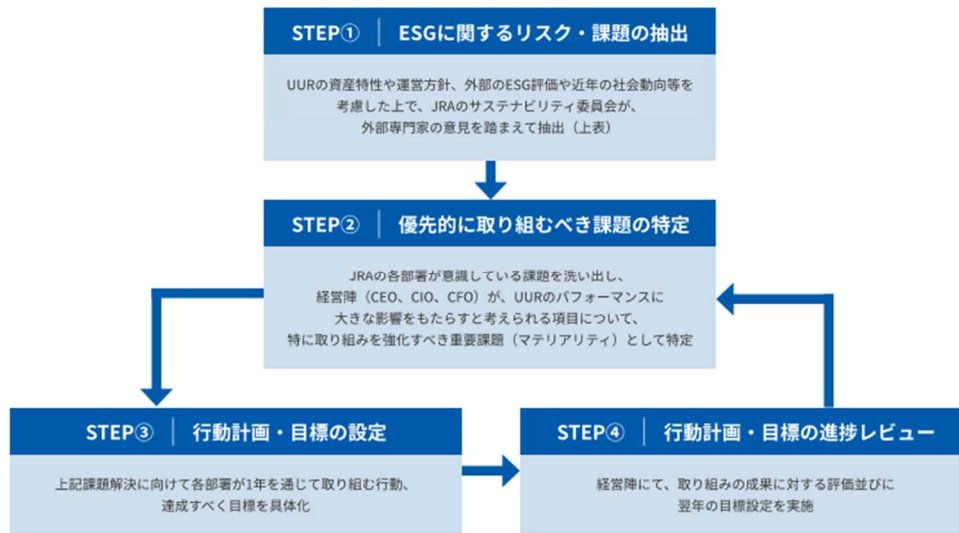 STEP① ESGに関するリスク・課題の抽出
UURの資産特性や運営方針、外部のESG評価や近年の社会動向等を
考慮した上で、JRAのサステナビリティ委員会が、
外部専門家の意見を踏まえて抽出（上表）
STEP② 優先的に取り組むべき課題の特定
JRAの各部署が意識している課題を洗い出し、
経営陣（CEO、CIO、CFO）が、UURのパフォーマンスに
大きな影響をもたらすと考えられる項目について、
特に取り組みを強化すべき重要課題（マテリアリティ）として特定
STEP③ 行動計画・目標の設定
上記課題解決に向けて各部署が1年を通じて取り組む行動、
達成すべく目標を具体化
STEP④ 行動計画・目標の進捗レビュー
経営陣にて、取り組みの成果に対する評価並びに
翌年の目標設定を実施